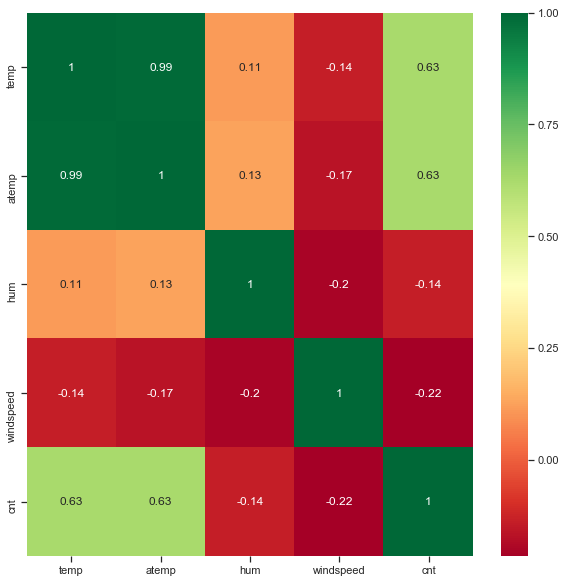 temp 1 0.99 0.11 -0.14 0.63
atemp 0.99 1 0.13 -0.17 0.63
hum 0.11 0.13 1 -0.2 -0.14
windspeed -0.14 -0.17 -0.2 1 -0.22
cnt 0.63 0.63 -0.14 -0.22 1
temp atemp hum windspeed cnt
1.00
0.75
0.50
0.25
0.00